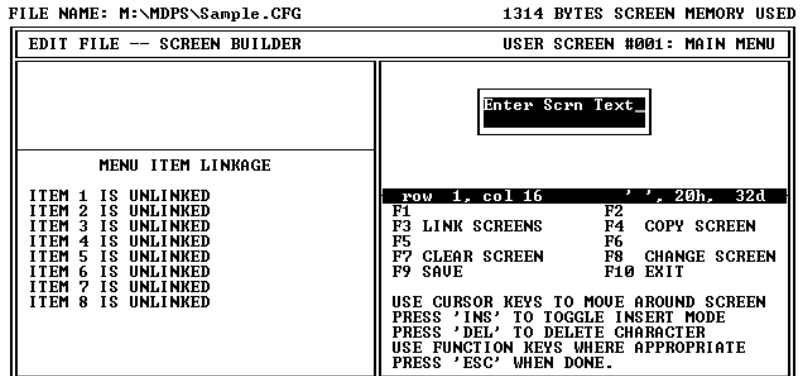 FILE NAME: M:\MDPS\Sample.CFG 1314 BYTES SCREEN MEMORY USED
EDIT FILE -- SCREEN BUILDER USER SCREEN #001: MAIN MENU
Enter Scrn Text_
MENU ITEM LINKAGE
ITEM 1 IS UNLINKED
ITEM 2 IS UNLINKED
ITEM 3 IS UNLINKED
ITEM 4 IS UNLINKED
ITEM 5 IS UNLINKED
ITEM 6 IS UNLINKED
ITEM 7 IS UNLINKED
ITEM 8 IS UNLINKED
row 1, col 16 ' ', 20h, 32d
F1 F2
F3 LINK SCREENS F4 COPY SCREEN
F5 F6
F7 CLEAR SCREEN F8 CHANGE SCREEN
F9 SAVE F10 EXIT
USE CURSOR KEYS TO MOVE AROUND SCREEN
PRESS 'INS' TO TOGGLE INSERT MODE
PRESS 'DEL' TO DELETE CHARACTER
USE FUNCTION KEYS WHERE APPROPRIATE
PRESS 'ESC' WHEN DONE.